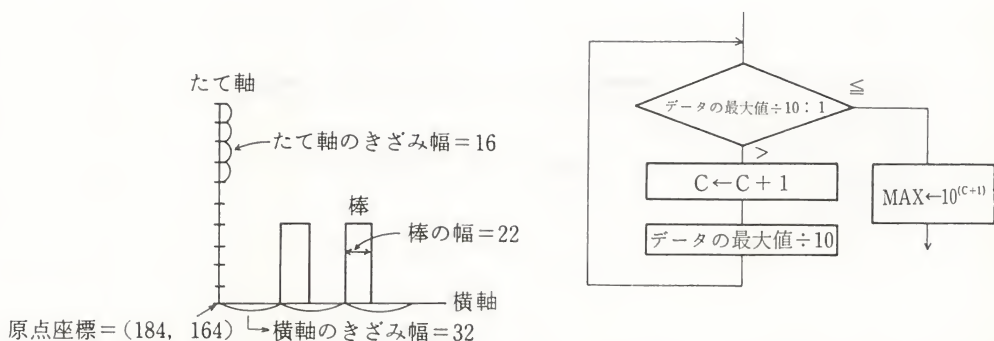 たて軸
たて軸のきざみ幅=16
棒
棒の幅=22
横軸
原点座標=(184, 164)
横軸のきざみ幅=32
データの最大値÷10：1
≦
>
C←C+1
データの最大値÷10
MAX←10^(C+1)